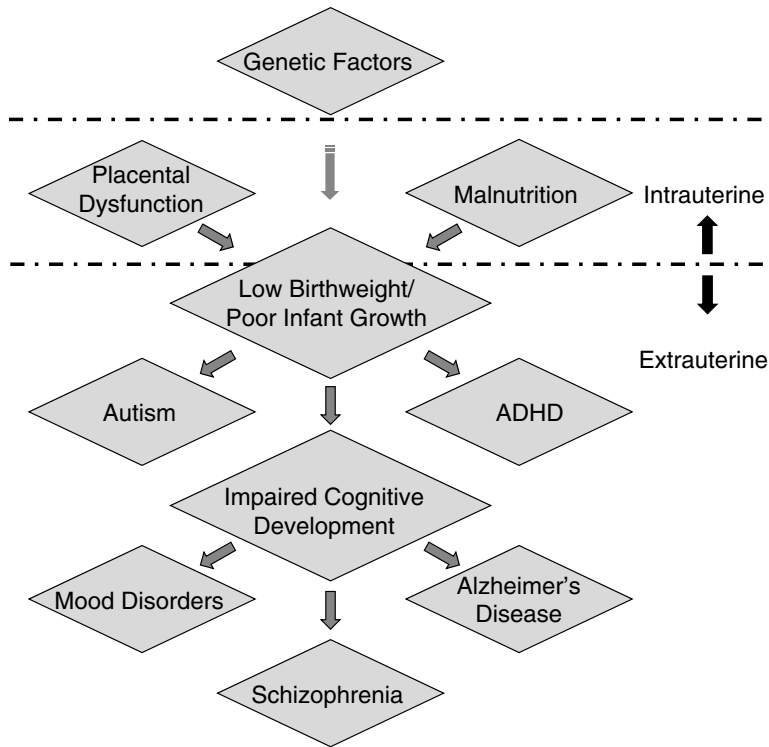 Genetic Factors
Placental
Dysfunction
Malnutrition
Intrauterine
Low Birthweight/
Poor Infant Growth
Extrauterine
Autism
ADHD
Impaired Cognitive
Development
Mood Disorders
Alzheimer's
Disease
Schizophrenia